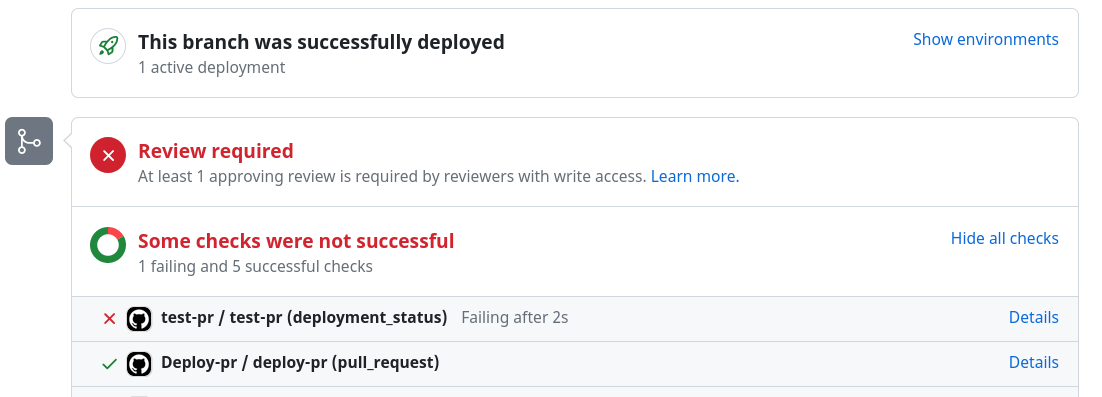 This branch was successfully deployed
Show environments
1 active deployment
Review required
At least 1 approving review is required by reviewers with write access. Learn more.
Some checks were not successful
Hide all checks
1 failing and 5 successful checks
test-pr / test-pr (deployment_status) Failing after 2s
Details
Deploy-pr / deploy-pr (pull_request)
Details